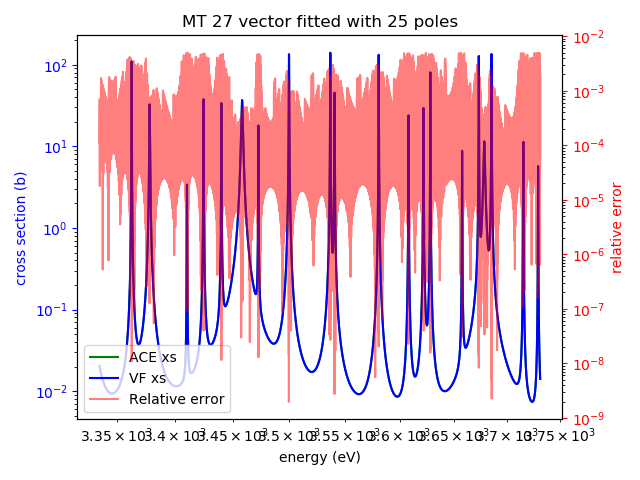 MT 27 vector fitted with 25 poles
cross section (b)
10²
10¹
10⁰
10⁻¹
10⁻²
10⁻²
10⁻³
10⁻⁴
10⁻⁵
10⁻⁶
10⁻⁷
10⁻⁸
10⁻⁹
relative error
ACE xs
VF xs
Relative error
3.35 × 10³ 3.4 × 10³ 3.45 × 10³ 3.5 × 10³ 3.55 × 10³ 3.6 × 10³ 3.65 × 10³ 3.7 × 10³ 3.75 × 10³
energy (eV)